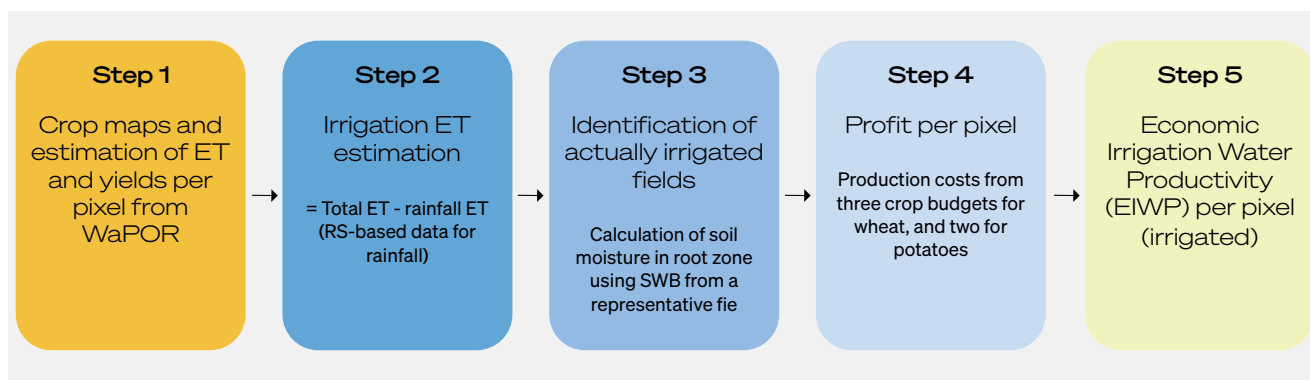 Step 1
Crop maps and
estimation of ET
and yields per
pixel from
WaPOR
Step 2
Irrigation ET
estimation
= Total ET - rainfall ET
(RS-based data for
rainfall)
Step 3
Identification of
actually irrigated
fields
Calculation of soil
moisture in root zone
using SWB from a
representative fie
Step 4
Profit per pixel
Production costs from
three crop budgets for
wheat, and two for
potatoes
Step 5
Economic
Irrigation Water
Productivity
(EIWP) per pixel
(irrigated)